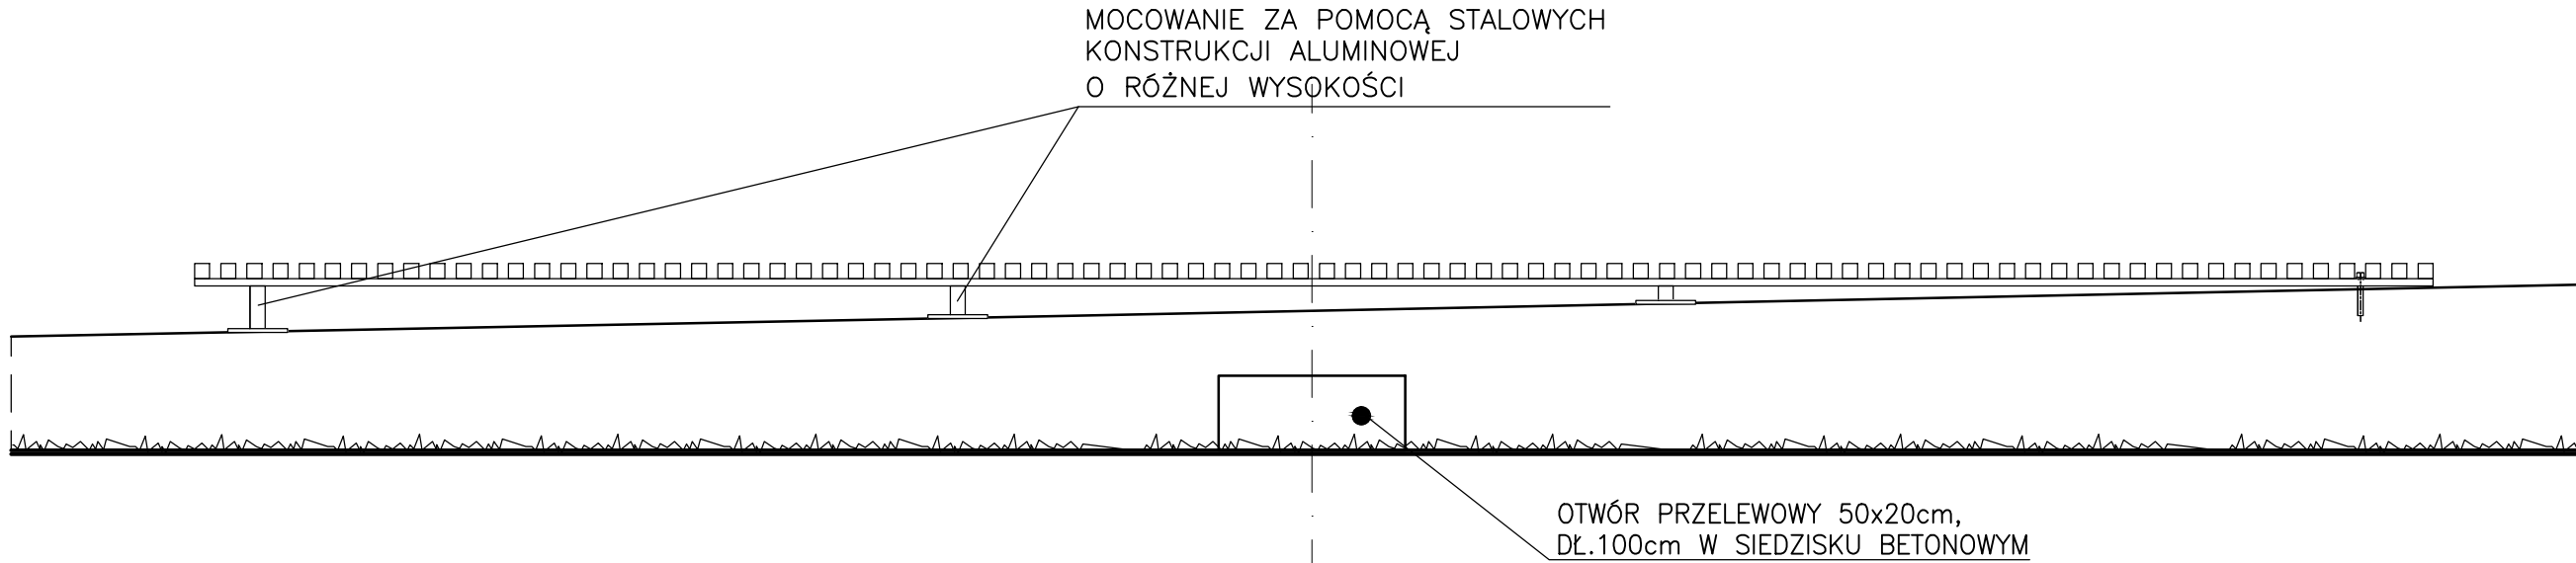 MOCOWANIE ZA POMOCĄ STALOWYCH
KONSTRUKCJI ALUMINOWEJ
O RÓŻNEJ WYSOKOŚCI
OTWÓR PRZELEWOWY 50x20cm,
DŁ.100cm W SIEDZISKU BETONOWYM